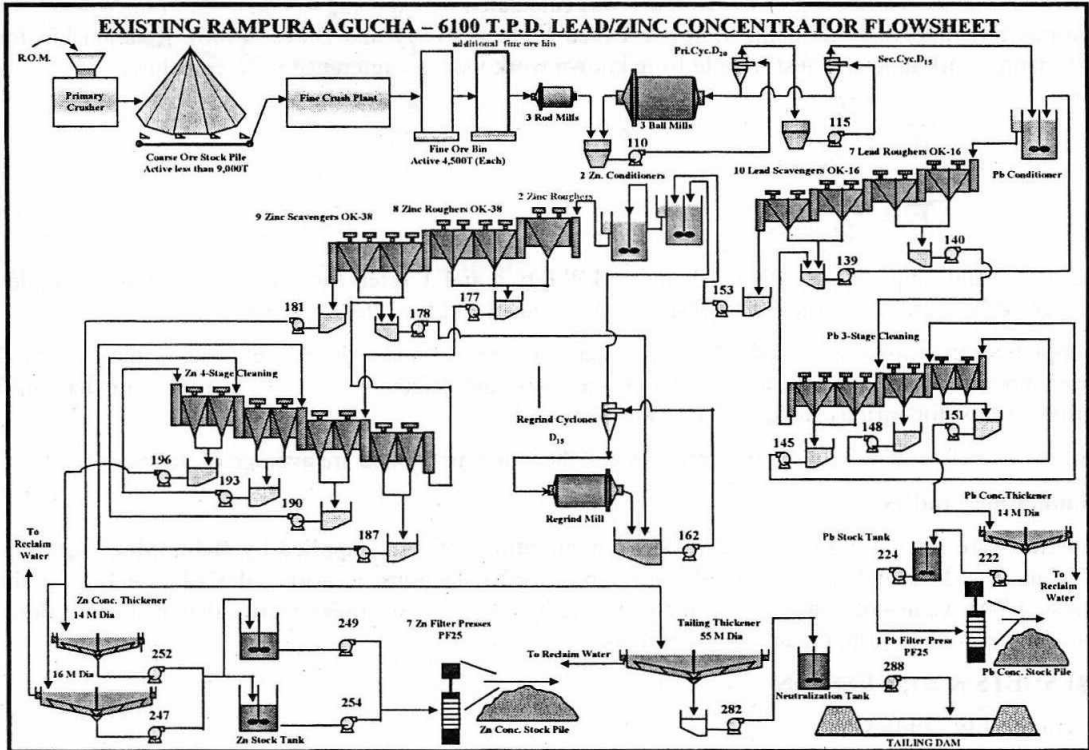 EXISTING RAMPURA AGUCHA – 6100 T.P.D. LEAD/ZINC CONCENTRATOR FLOWSHEET
additional fine ore bin
R.O.M.
Primary
Crusher
Coarse Ore Stock Pile
Active less than 9,000T
Fine Crush Plant
Fine Ore Bin
Active 4,500T (Each)
3 Rod Mills
3 Ball Mills
Pri.Cyc.D20
Sec.Cyc.D15
110
115
Pb Conditioner
7 Lead Roughers OK-16
10 Lead Scavengers OK-16
2 Zn. Conditioners
2 Zinc Roughers
8 Zinc Roughers OK-38
9 Zinc Scavengers OK-38
140
139
153
177
178
181
Zn 4-Stage Cleaning
Pb 3-Stage Cleaning
Regrind Cyclones
D15
Regrind Mill
162
151
148
145
196
193
190
187
To
Reclaim
Water
Zn Conc. Thickener
14 M Dia
16 M Dia
252
247
249
254
Zn Stock Tank
7 Zn Filter Presses
PF25
Zn Conc. Stock Pile
Tailing Thickener
55 M Dia
To Reclaim Water
282
Neutralization Tank
288
TAILING DAM
Pb Conc.Thickener
14 M Dia
Pb Stock Tank
224
222
To
Reclaim
Water
1 Pb Filter Press
PF25
Pb Conc. Stock Pile